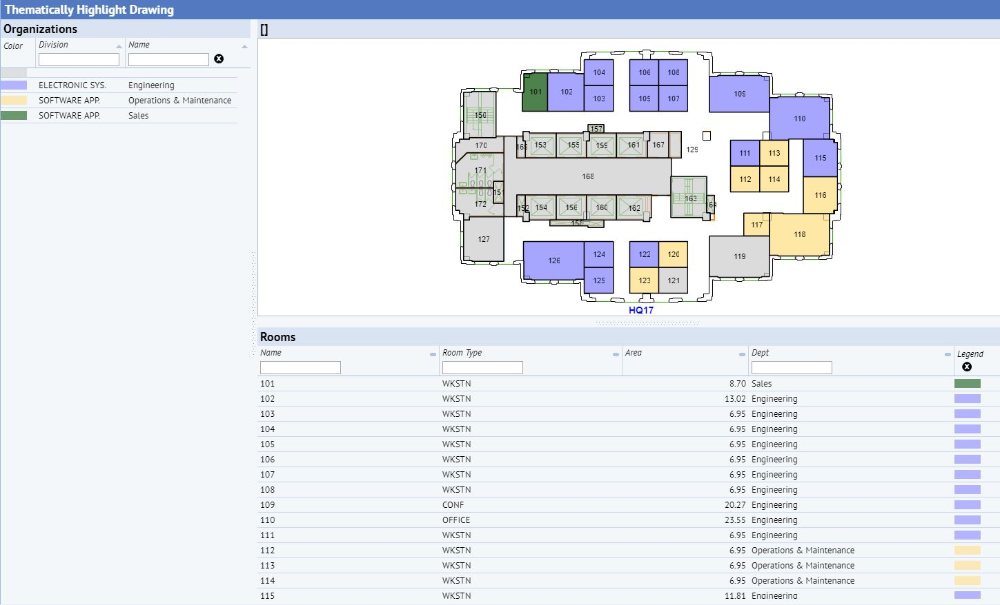 Thematically Highlight Drawing
Organizations
Color Division Name
ELECTRONIC SYS. Engineering
SOFTWARE APP. Operations & Maintenance
SOFTWARE APP. Sales
[]
104 106 108
101 102 103 105 107 109
150 110
157
170 153 155 159 161 167 129 111 113 115
171 168 112 114
151 163 116
172 152 154 156 160 162 164
158 117 118
127 124 122 120 119
126 125 123 121
HQ17
Rooms
Name Room Type Area Dept Legend
101 WKSTN 8.70 Sales
102 WKSTN 13.02 Engineering
103 WKSTN 6.95 Engineering
104 WKSTN 6.95 Engineering
105 WKSTN 6.95 Engineering
106 WKSTN 6.95 Engineering
107 WKSTN 6.95 Engineering
108 WKSTN 6.95 Engineering
109 CONF 20.27 Engineering
110 OFFICE 23.55 Engineering
111 WKSTN 6.95 Engineering
112 WKSTN 6.95 Operations & Maintenance
113 WKSTN 6.95 Operations & Maintenance
114 WKSTN 6.95 Operations & Maintenance
115 WKSTN 11.81 Engineering